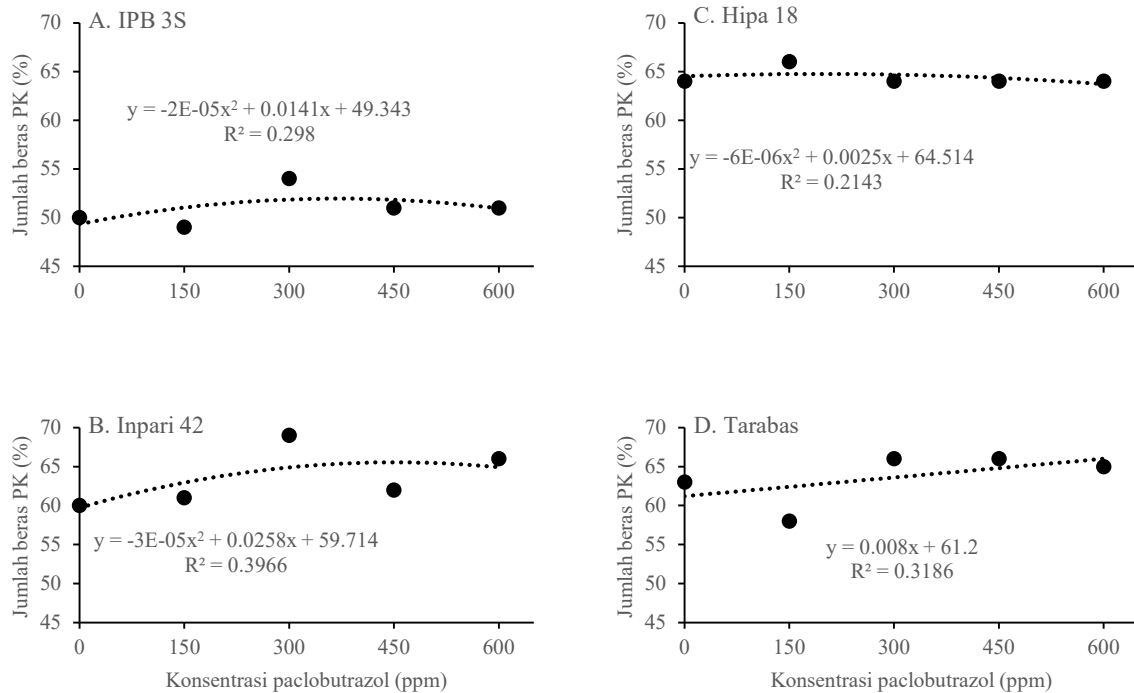 A. IPB 3S
Jumlah beras PK (%)
70
65
60
55
50
45
y = -2E-05x² + 0.0141x + 49.343
R² = 0.298
0 150 300 450 600
C. Hipa 18
Jumlah beras PK (%)
70
65
60
55
50
45
y = -6E-06x² + 0.0025x + 64.514
R² = 0.2143
0 150 300 450 600
B. Inpari 42
Jumlah beras PK (%)
70
65
60
55
50
45
y = -3E-05x² + 0.0258x + 59.714
R² = 0.3966
0 150 300 450 600
Konsentrasi paclobutrazol (ppm)
D. Tarabas
Jumlah beras PK (%)
70
65
60
55
50
45
y = 0.008x + 61.2
R² = 0.3186
0 150 300 450 600
Konsentrasi paclobutrazol (ppm)